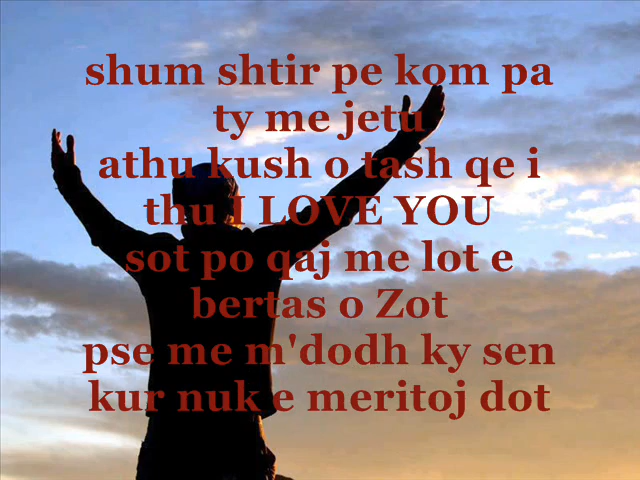 shum shtir pe kom pa
ty me jetu
athu kush o tash qe i
thu I LOVE YOU
sot po qaj me lot e
bertas o Zot
pse me m'dodh ky sen
kur nuk e meritoj dot